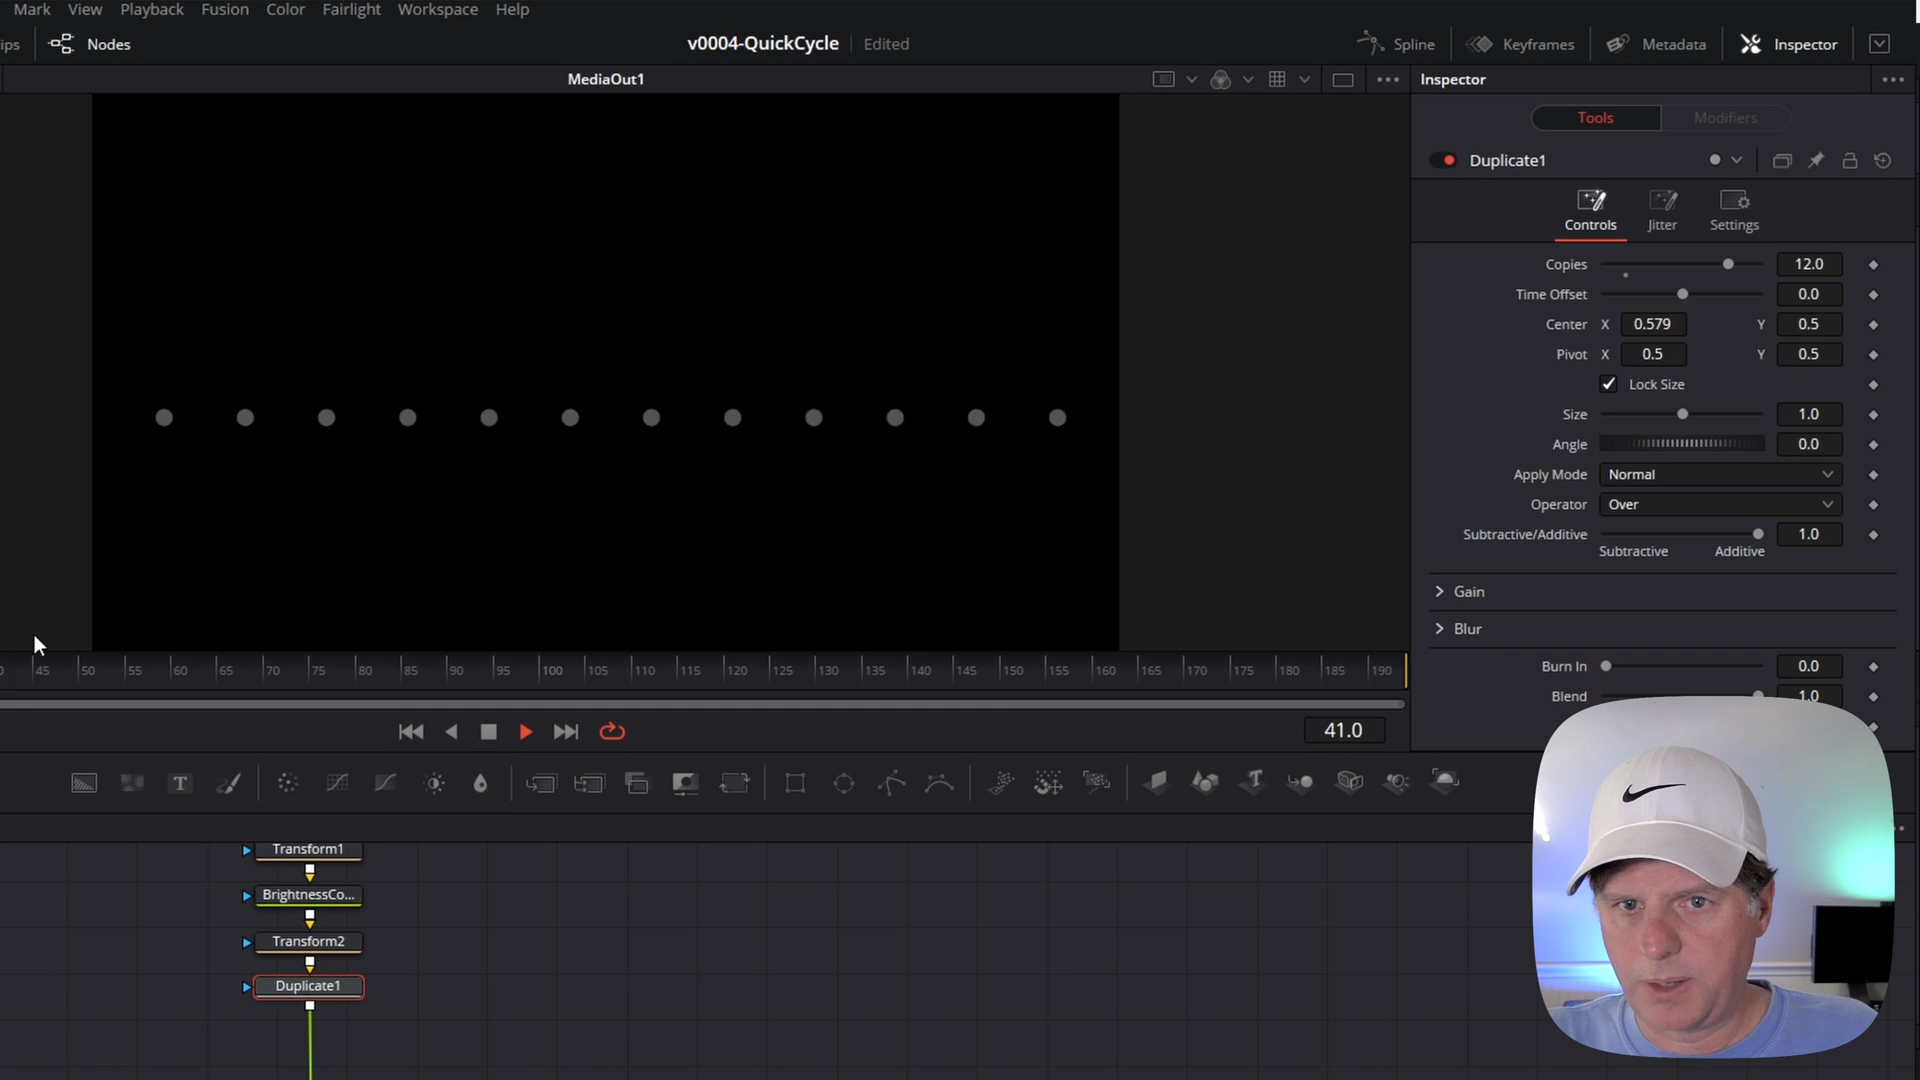 Mark View Playback Fusion Color Fairlight Workspace Help
ips Nodes v0004-QuickCycle Edited Spline Keyframes Metadata Inspector
MediaOut1 Inspector
Tools Modifiers
Duplicate1
Controls Jitter Settings
Copies 12.0
Time Offset 0.0
Center X 0.579 Y 0.5
Pivot X 0.5 Y 0.5
Lock Size
Size 1.0
Angle 0.0
Apply Mode Normal
Operator Over
Subtractive/Additive 1.0
Subtractive Additive
Gain
Blur
Burn In 0.0
Blend 1.0
0 45 50 55 60 65 70 75 80 85 90 95 100 105 110 115 120 125 130 135 140 145 150 155 160 165 170 175 180 185 190
41.0
T
Transform1
BrightnessCo...
Transform2
Duplicate1